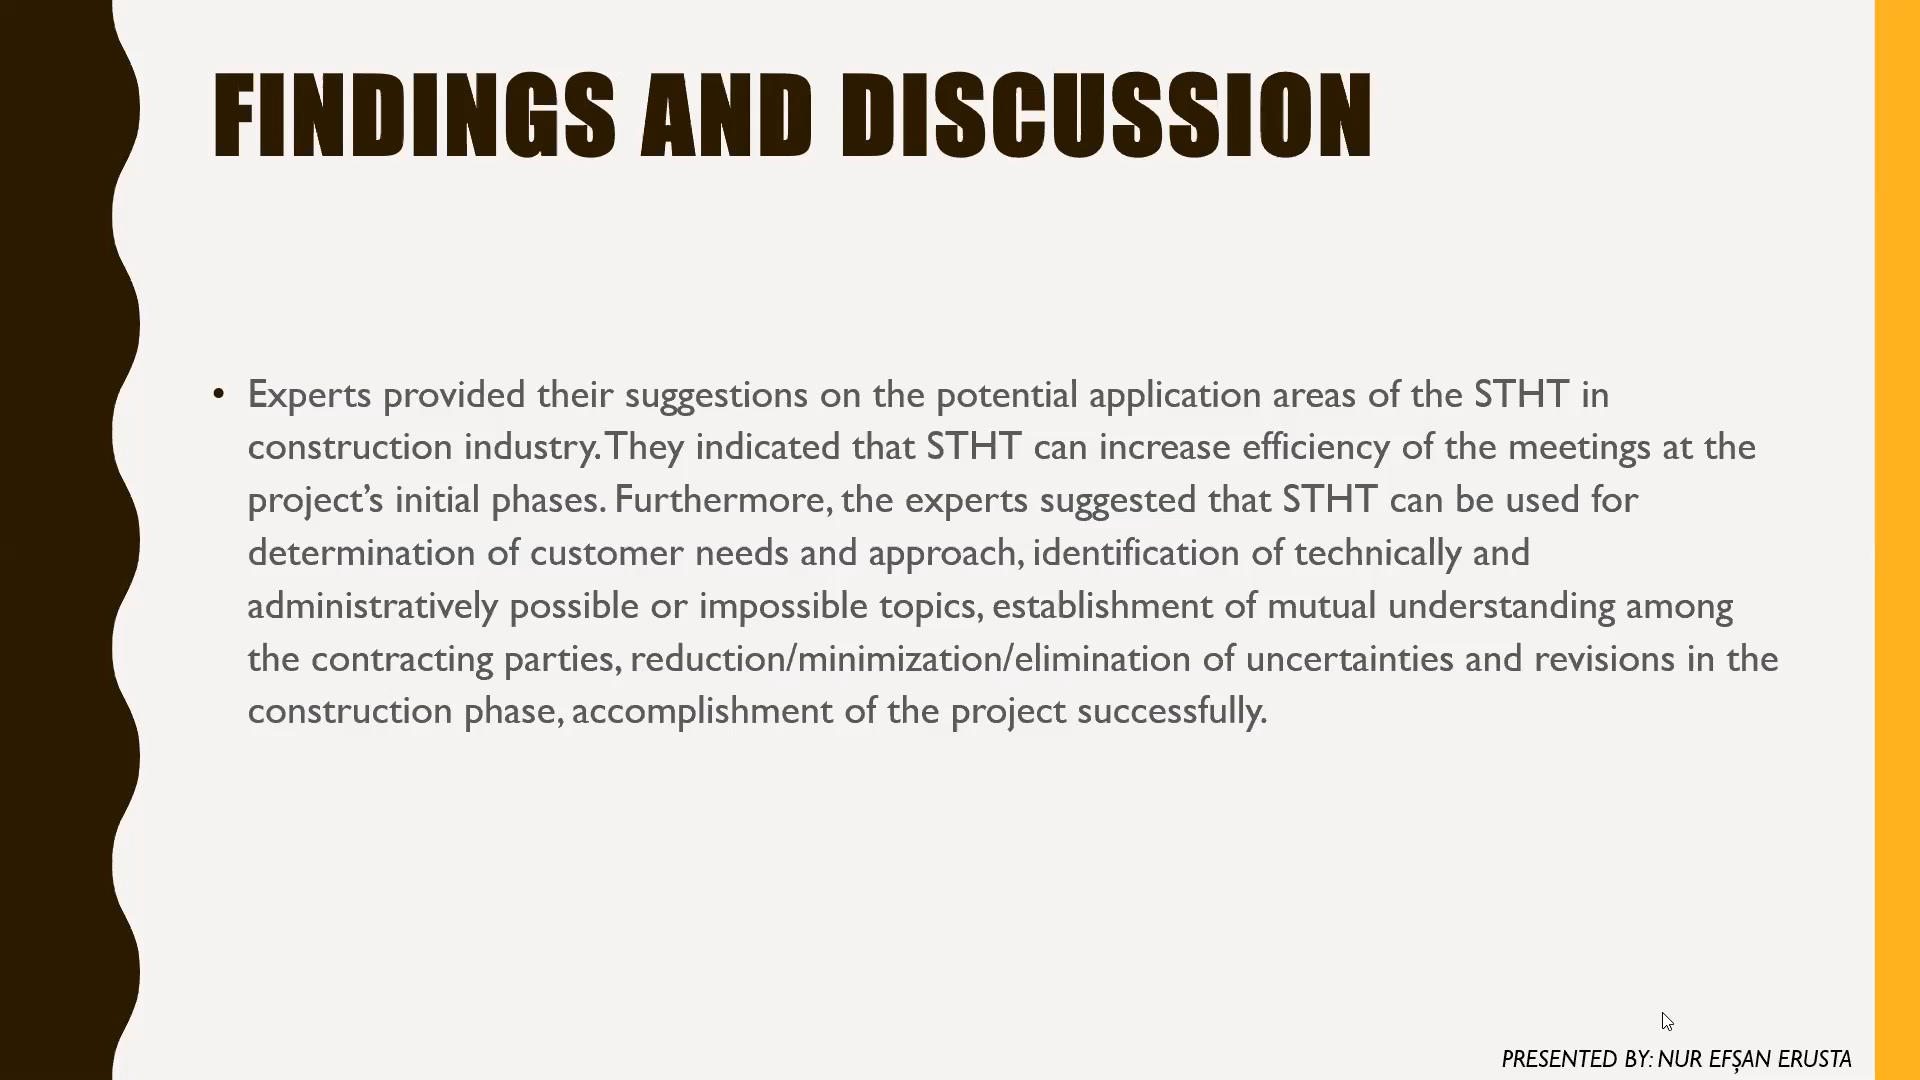 FINDINGS AND DISCUSSION
• Experts provided their suggestions on the potential application areas of the STHT in
construction industry. They indicated that STHT can increase efficiency of the meetings at the
project’s initial phases. Furthermore, the experts suggested that STHT can be used for
determination of customer needs and approach, identification of technically and
administratively possible or impossible topics, establishment of mutual understanding among
the contracting parties, reduction/minimization/elimination of uncertainties and revisions in the
construction phase, accomplishment of the project successfully.
PRESENTED BY: NUR EFŞAN ERUSTA